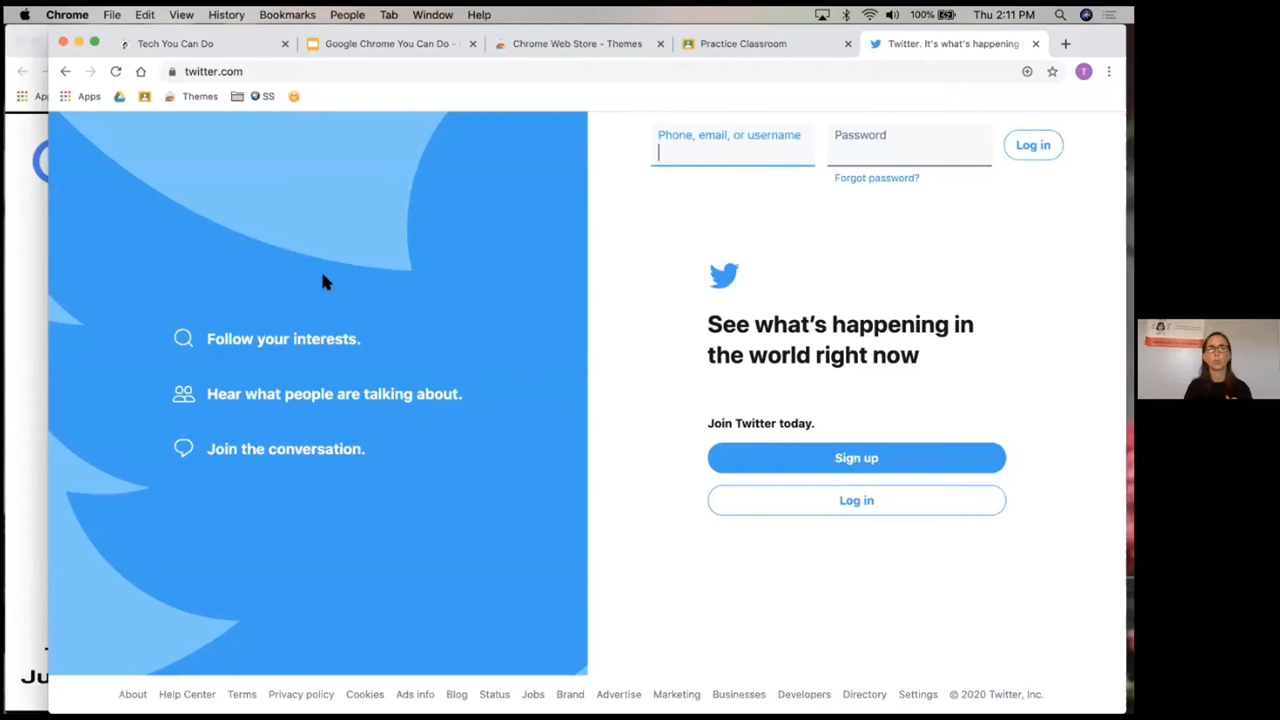 Chrome File Edit View History Bookmarks People Tab Window Help 100% Thu 2:11 PM
Tech You Can Do Google Chrome You Can Do - Chrome Web Store - Themes Practice Classroom Twitter. It's what's happening
twitter.com T
Apps Themes SS
Phone, email, or username Password Log in
Forgot password?
Follow your interests.
Hear what people are talking about.
Join the conversation.
See what's happening in
the world right now
Join Twitter today.
Sign up
Log in
Ju
About Help Center Terms Privacy policy Cookies Ads info Blog Status Jobs Brand Advertise Marketing Businesses Developers Directory Settings © 2020 Twitter, Inc.